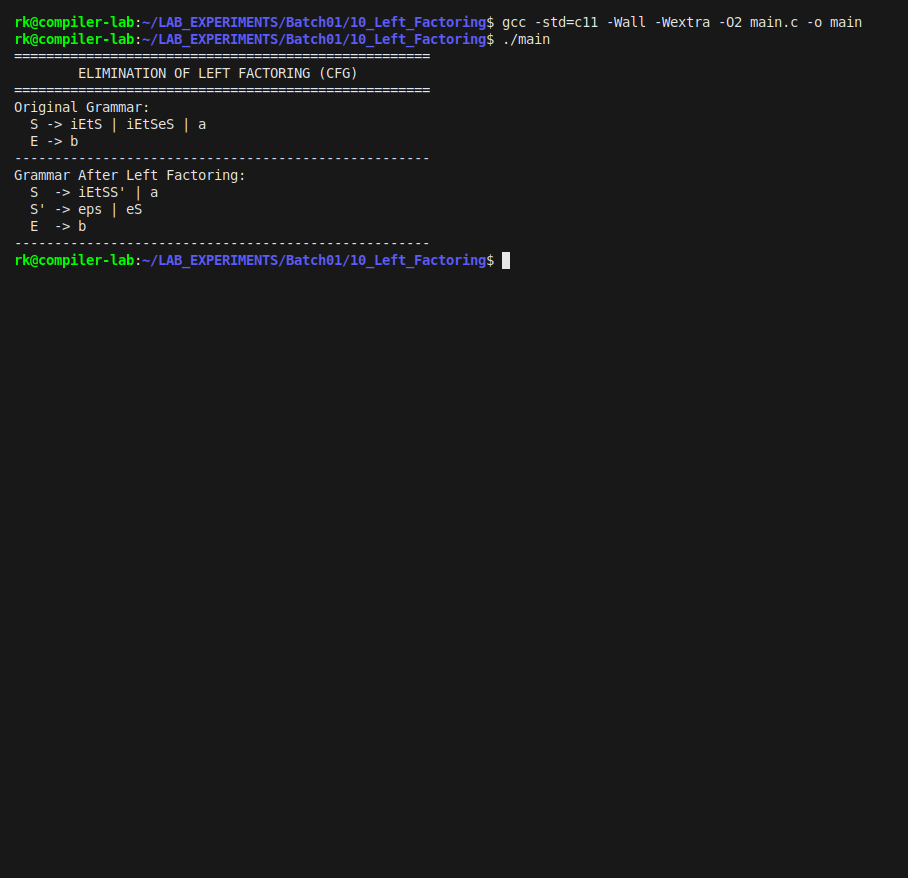 rk@compiler-lab:~/LAB_EXPERIMENTS/Batch01/10_Left_Factoring$ gcc -std=c11 -Wall -Wextra -O2 main.c -o main
rk@compiler-lab:~/LAB_EXPERIMENTS/Batch01/10_Left_Factoring$ ./main
====================================================
        ELIMINATION OF LEFT FACTORING (CFG)
====================================================
Original Grammar:
  S -> iEtS | iEtSeS | a
  E -> b
----------------------------------------------------
Grammar After Left Factoring:
  S  -> iEtSS' | a
  S' -> eps | eS
  E  -> b
----------------------------------------------------
rk@compiler-lab:~/LAB_EXPERIMENTS/Batch01/10_Left_Factoring$